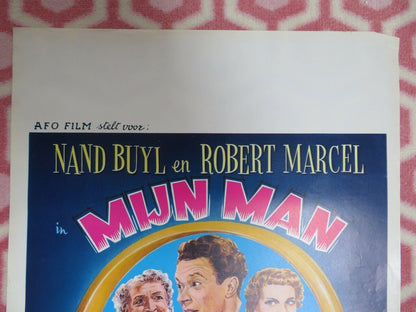 AFO FILM stelt voor:
NAND BUYL en ROBERT MARCEL
in MIJN MAN